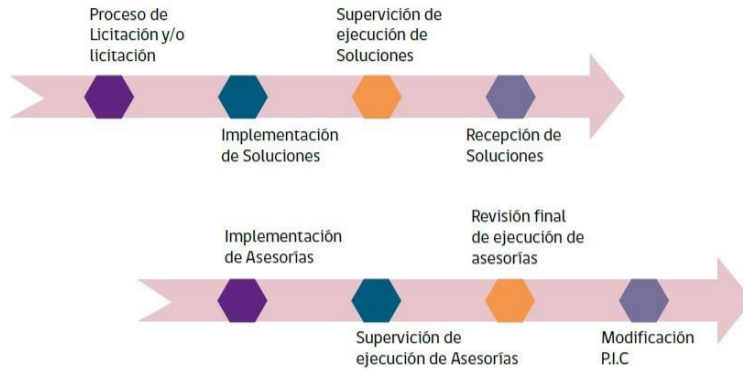 Proceso de
Licitación y/o
licitación
Supervición de
ejecución de
Soluciones
Implementación
de Soluciones
Recepción de
Soluciones
Implementación
de Asesorías
Revisión final
de ejecución de
asesorías
Supervición de
ejecución de Asesorías
Modificación
P.I.C